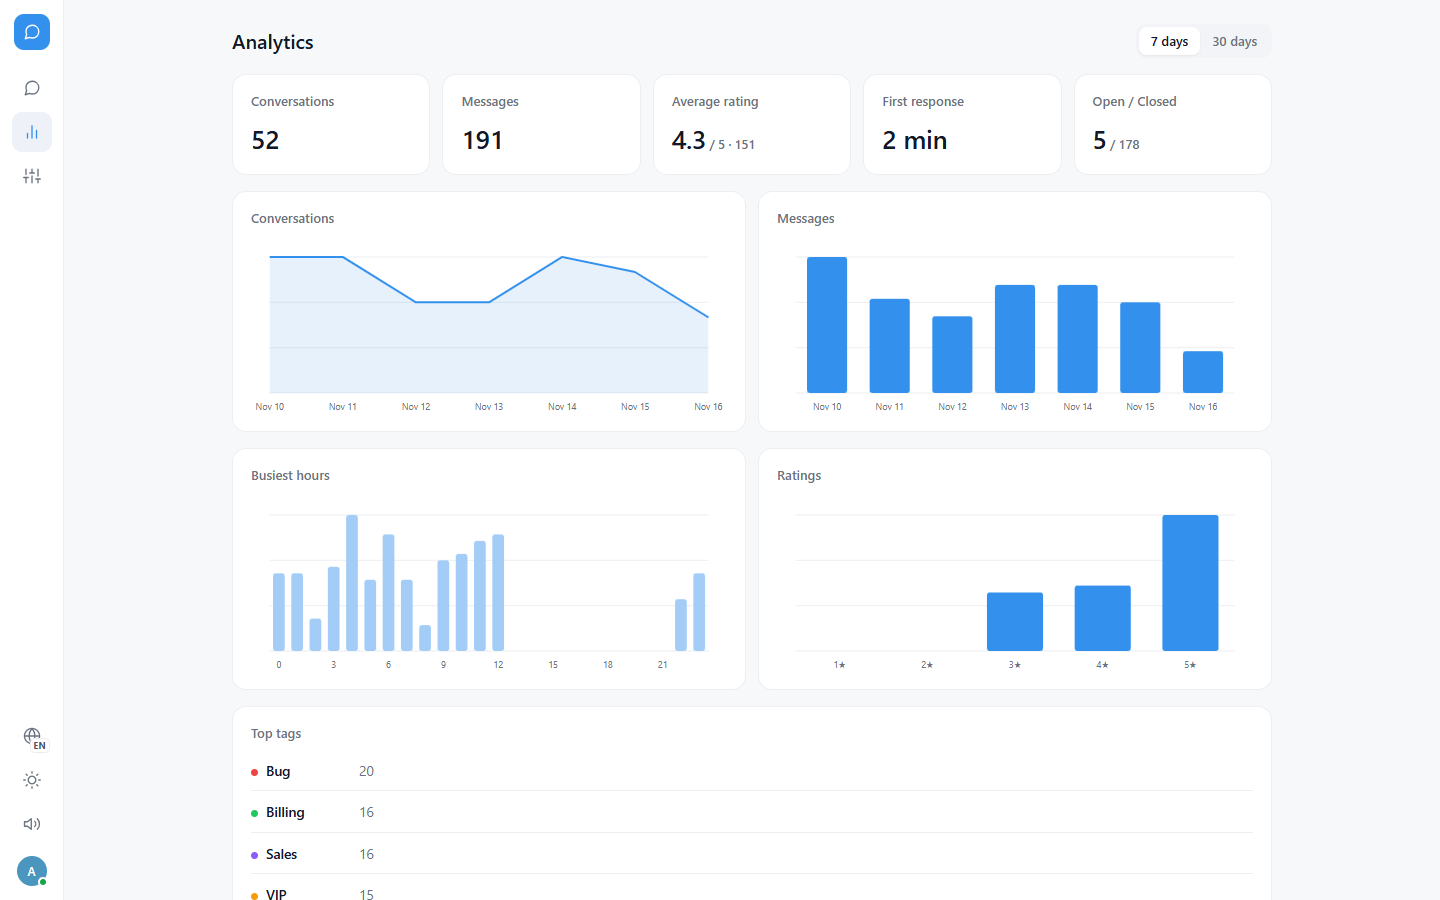 Analytics
7 days
30 days
Conversations
52
Messages
191
Average rating
4.3 / 5 · 151
First response
2 min
Open / Closed
5 / 178
Conversations
Nov 10 Nov 11 Nov 12 Nov 13 Nov 14 Nov 15 Nov 16
Messages
Nov 10 Nov 11 Nov 12 Nov 13 Nov 14 Nov 15 Nov 16
Busiest hours
0 3 6 9 12 15 18 21
Ratings
1★ 2★ 3★ 4★ 5★
Top tags
Bug 20
Billing 16
Sales 16
VIP 15
EN
A